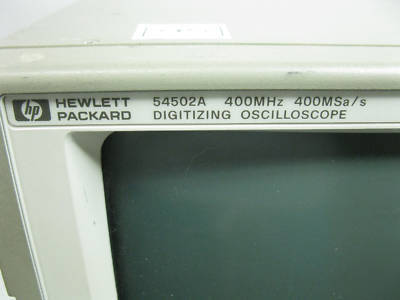 hp HEWLETT PACKARD 54502A 400MHz 400MSa/s
DIGITIZING OSCILLOSCOPE